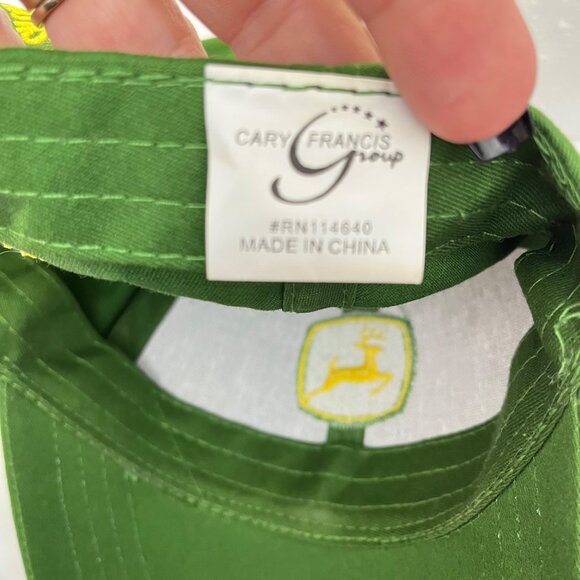 CARY FRANCIS
Group
#RN114640
MADE IN CHINA